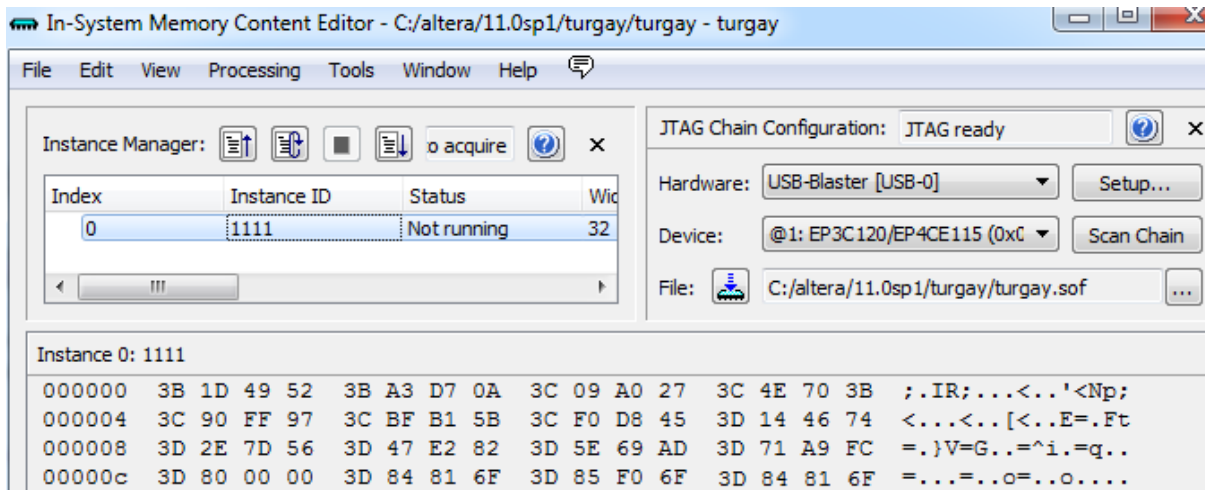 In-System Memory Content Editor - C:/altera/11.0sp1/turgay/turgay - turgay
File Edit View Processing Tools Window Help
Instance Manager: o acquire
Index Instance ID Status Wid
0 1111 Not running 32
JTAG Chain Configuration: JTAG ready
Hardware: USB-Blaster [USB-0] Setup...
Device: @1: EP3C120/EP4CE115 (0x0 Scan Chain
File: C:/altera/11.0sp1/turgay/turgay.sof ...
Instance 0: 1111
000000 3B 1D 49 52 3B A3 D7 0A 3C 09 A0 27 3C 4E 70 3B ;.IR;...<..'<Np;
000004 3C 90 FF 97 3C BF B1 5B 3C F0 D8 45 3D 14 46 74 <...<..[<..E=.Ft
000008 3D 2E 7D 56 3D 47 E2 82 3D 5E 69 AD 3D 71 A9 FC =.}V=G..=^i.=q..
00000c 3D 80 00 00 3D 84 81 6F 3D 85 F0 6F 3D 84 81 6F =...=..o=..o....